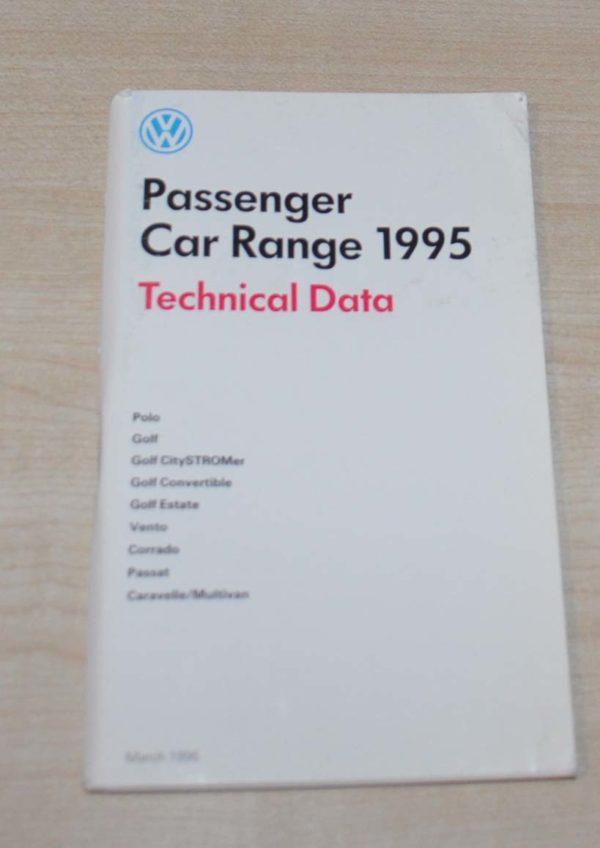 Passenger
Car Range 1995
Technical Data
Polo
Golf
Golf CitySTROMer
Golf Convertible
Golf Estate
Vento
Corrado
Passat
Caravelle/Multivan
March